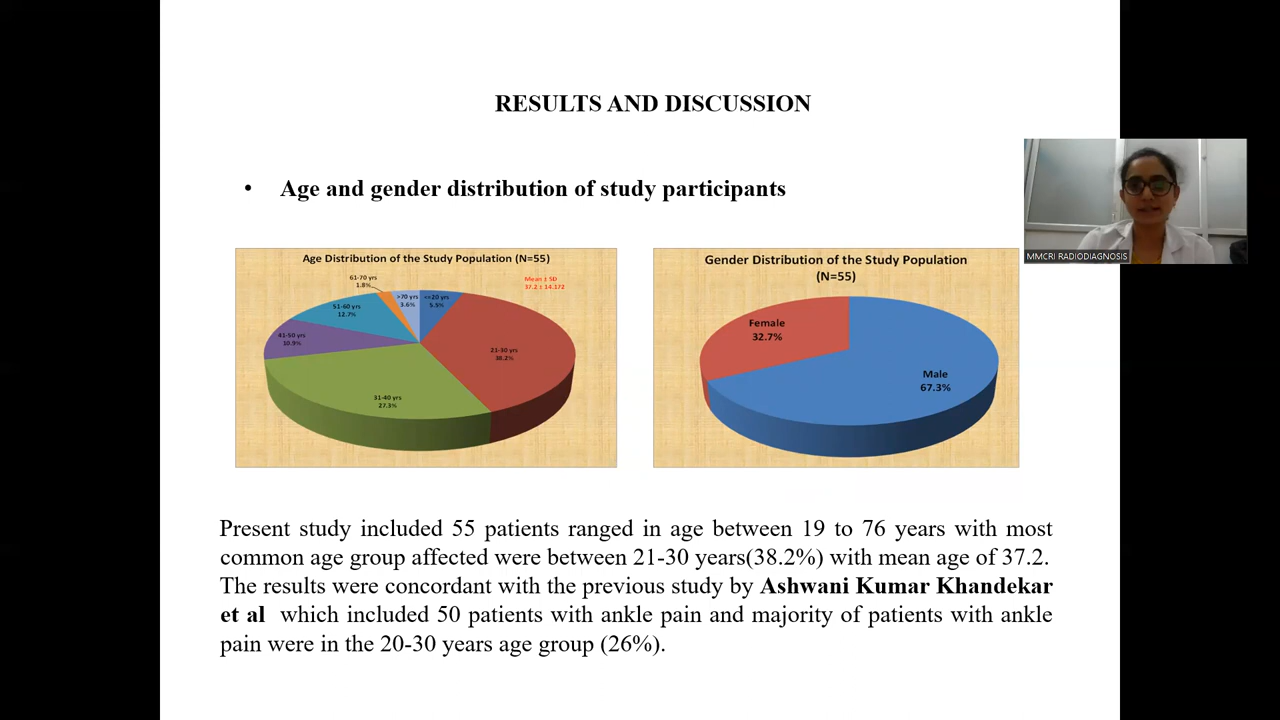 RESULTS AND DISCUSSION
• Age and gender distribution of study participants
MMCRI RADIODIAGNOSIS
Age Distribution of the Study Population (N=55)
Mean ± SD
37.2 ± 14.172
61-70 yrs
1.8%
>70 yrs
3.6%
<=20 yrs
5.5%
51-60 yrs
12.7%
41-50 yrs
10.9%
21-30 yrs
38.2%
31-40 yrs
27.3%
Gender Distribution of the Study Population
(N=55)
Female
32.7%
Male
67.3%
Present study included 55 patients ranged in age between 19 to 76 years with most
common age group affected were between 21-30 years(38.2%) with mean age of 37.2.
The results were concordant with the previous study by Ashwani Kumar Khandekar
et al which included 50 patients with ankle pain and majority of patients with ankle
pain were in the 20-30 years age group (26%).